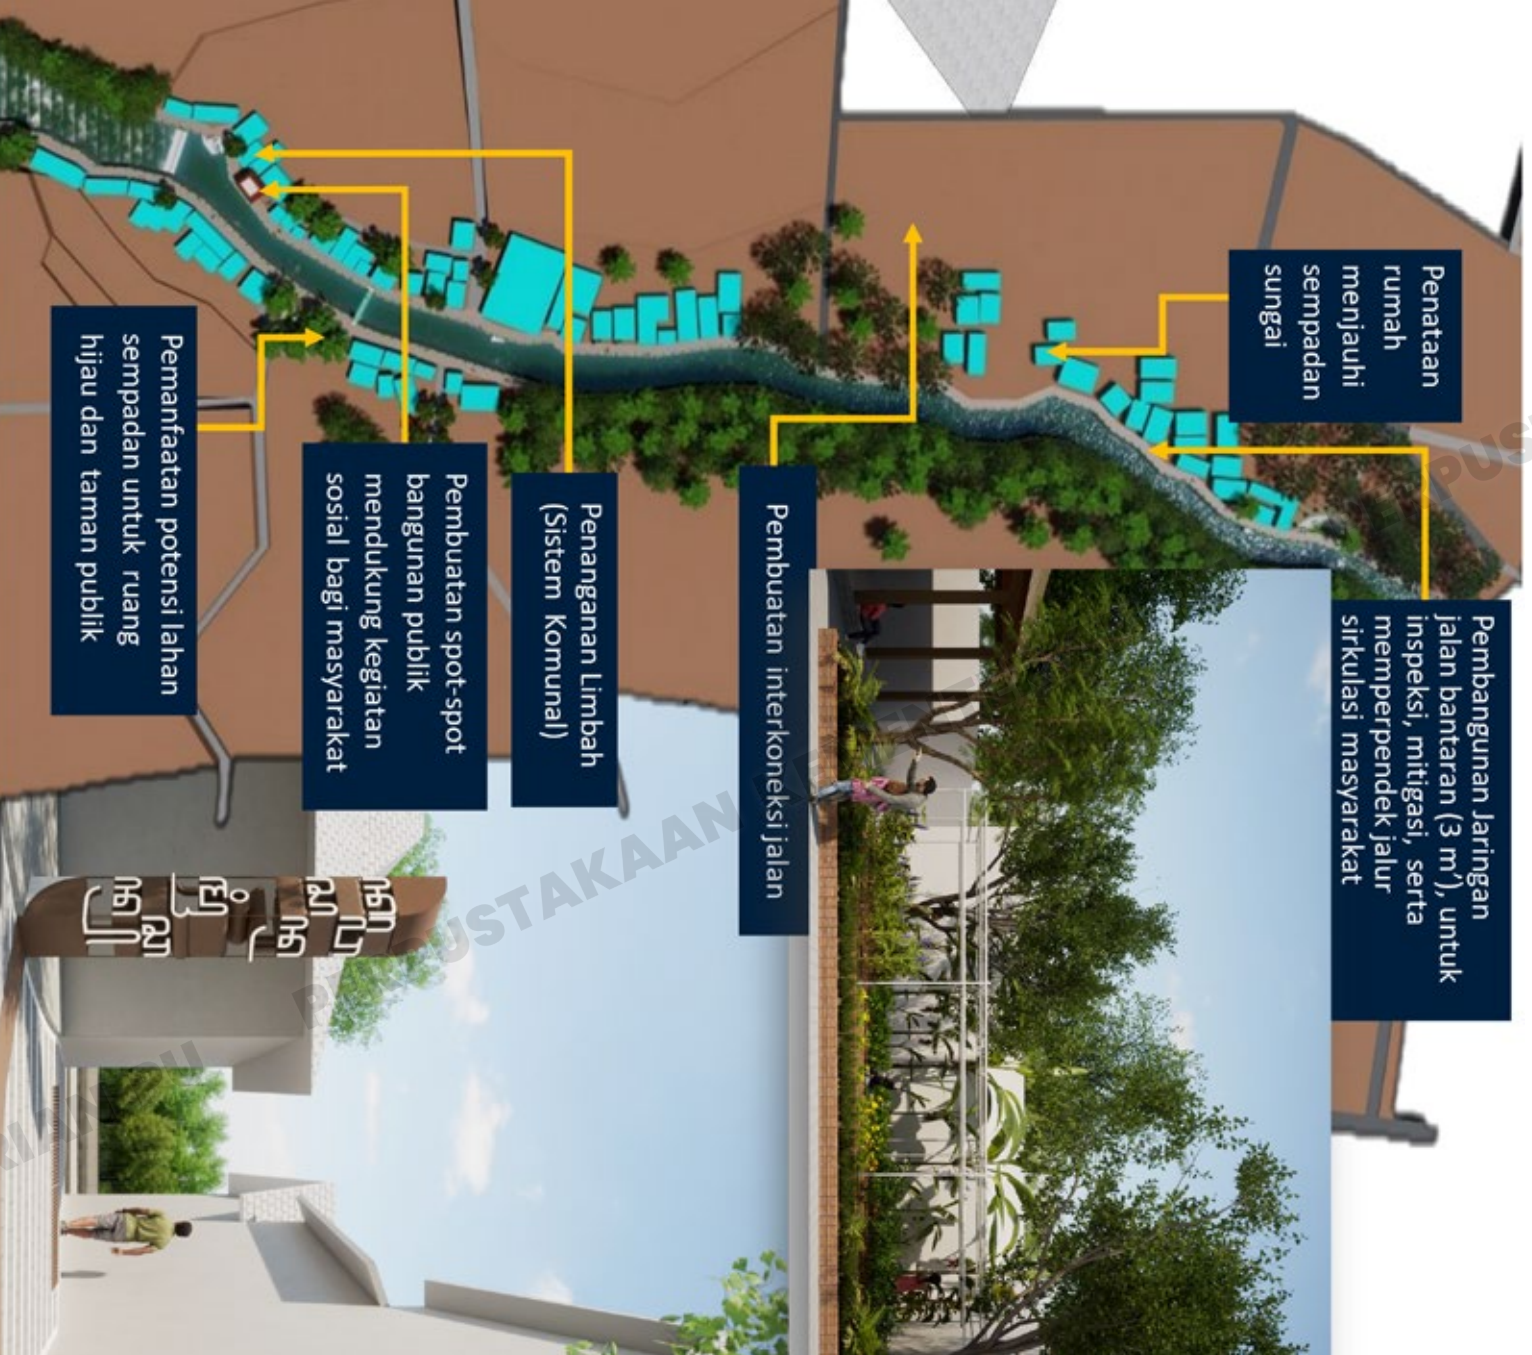 Penataan
rumah
menjauhi
sempadan
sungai
Pembangunan Jaringan
jalan bantaran (3 m’), untuk
inspeksi, mitigasi, serta
memperpendek jalur
sirkulasi masyarakat
Pembuatan interkoneksi jalan
Penanganan Limbah
(Sistem Komunal)
Pembuatan spot-spot
bangunan publik
mendukung kegiatan
sosial bagi masyarakat
Pemanfaatan potensi lahan
sempadan untuk ruang
hijau dan taman publik